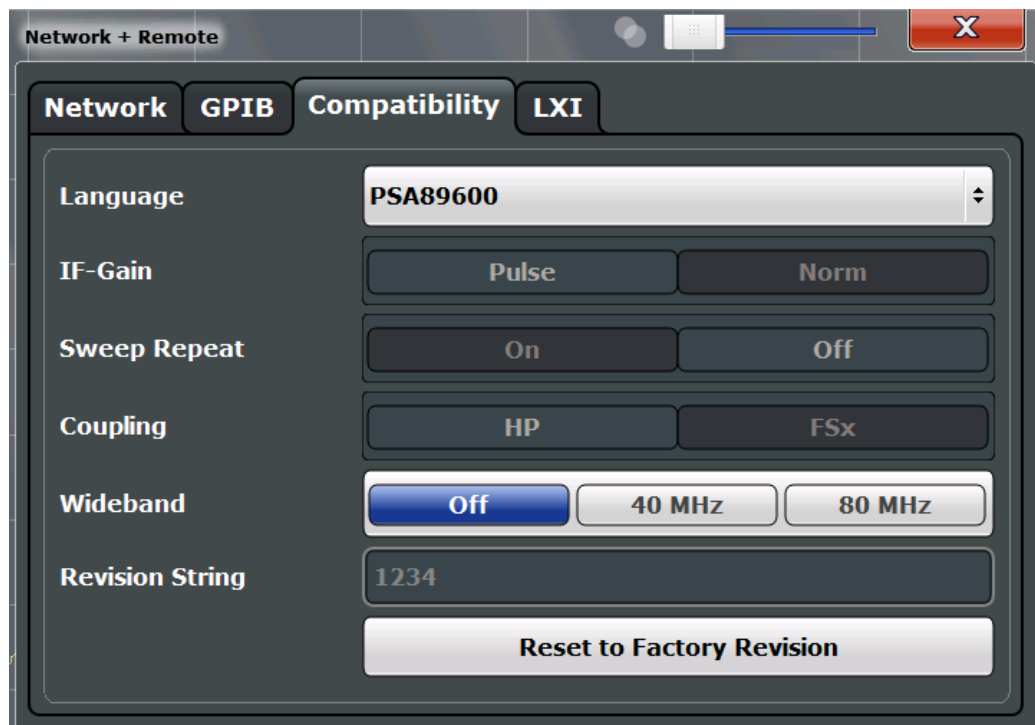 Network + Remote X
Network GPIB Compatibility LXI
Language PSA89600
IF-Gain Pulse Norm
Sweep Repeat On Off
Coupling HP FSx
Wideband Off 40 MHz 80 MHz
Revision String 1234
Reset to Factory Revision